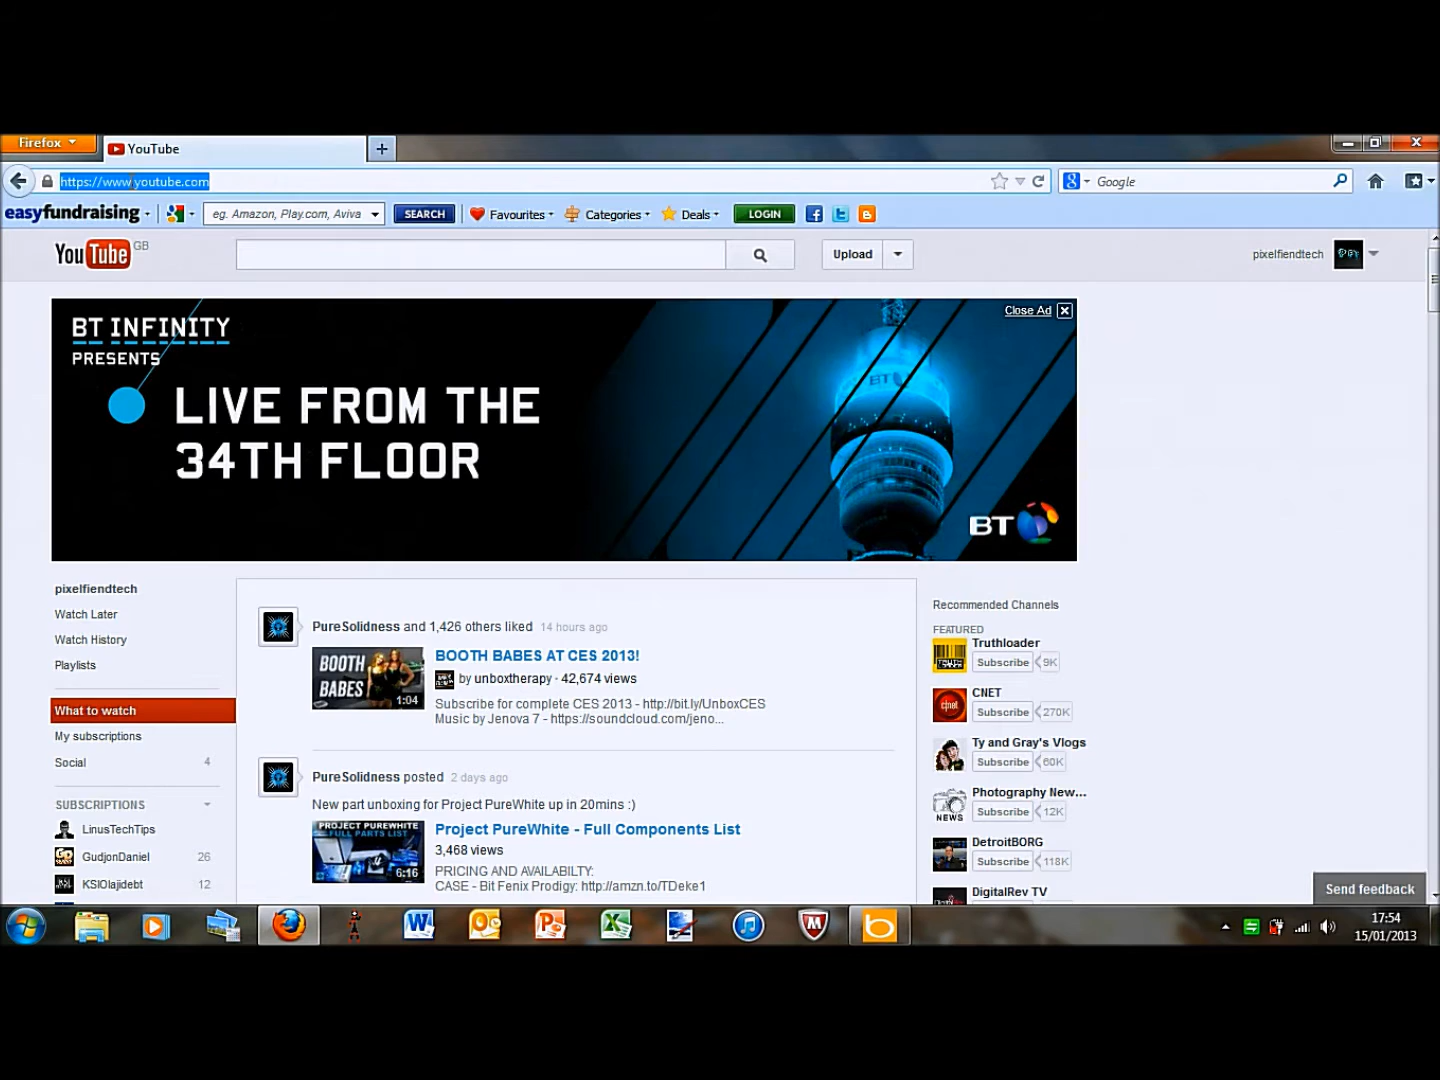 Firefox
YouTube
https://www.youtube.com
Google
easyfundraising
eg. Amazon, Play.com, Aviva
SEARCH
Favourites
Categories
Deals
LOGIN
YouTube GB
Upload
pixelfiendtech
Close Ad
BT INFINITY
PRESENTS
LIVE FROM THE
34TH FLOOR
BT
BT
pixelfiendtech
Watch Later
Watch History
Playlists
What to watch
My subscriptions
Social 4
SUBSCRIPTIONS
LinusTechTips
GudjonDaniel 26
KSIOlajidebt 12
PureSolidness and 1,426 others liked 14 hours ago
BOOTH
BABES
1:04
BOOTH BABES AT CES 2013!
by unboxtherapy · 42,674 views
Subscribe for complete CES 2013 - http://bit.ly/UnboxCES
Music by Jenova 7 - https://soundcloud.com/jeno...
PureSolidness posted 2 days ago
New part unboxing for Project PureWhite up in 20mins :)
PROJECT PUREWHITE
FULL PARTS LIST
6:16
Project PureWhite - Full Components List
3,468 views
PRICING AND AVAILABILTY:
CASE - Bit Fenix Prodigy: http://amzn.to/TDeke1
Recommended Channels
FEATURED
Truthloader
Subscribe 9K
CNET
Subscribe 270K
Ty and Gray's Vlogs
Subscribe 60K
Photography New...
Subscribe 12K
DetroitBORG
Subscribe 118K
DigitalRev TV
Send feedback
17:54
15/01/2013